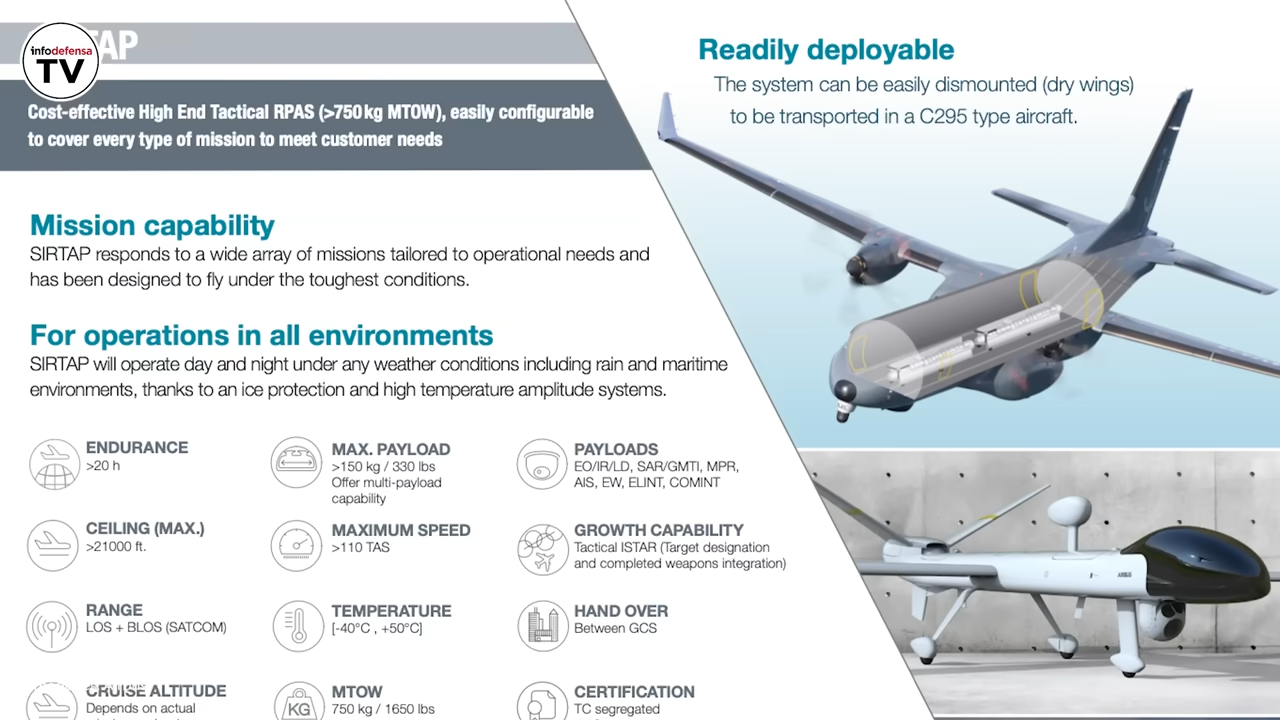 infodefensa
TV
TAP
Cost-effective High End Tactical RPAS (>750kg MTOW), easily configurable
to cover every type of mission to meet customer needs
Mission capability
SIRTAP responds to a wide array of missions tailored to operational needs and
has been designed to fly under the toughest conditions.
For operations in all environments
SIRTAP will operate day and night under any weather conditions including rain and maritime
environments, thanks to an ice protection and high temperature amplitude systems.
ENDURANCE
>20 h
MAX. PAYLOAD
>150 kg / 330 lbs
Offer multi-payload
capability
PAYLOADS
EO/IR/LD, SAR/GMTI, MPR,
AIS, EW, ELINT, COMINT
CEILING (MAX.)
>21000 ft.
MAXIMUM SPEED
>110 TAS
GROWTH CAPABILITY
Tactical ISTAR (Target designation
and completed weapons integration)
RANGE
LOS + BLOS (SATCOM)
TEMPERATURE
[-40°C , +50°C]
HAND OVER
Between GCS
CRUISE ALTITUDE
Depends on actual
KG
MTOW
750 kg / 1650 lbs
CERTIFICATION
TC segregated
Readily deployable
The system can be easily dismounted (dry wings)
to be transported in a C295 type aircraft.
AIRBUS